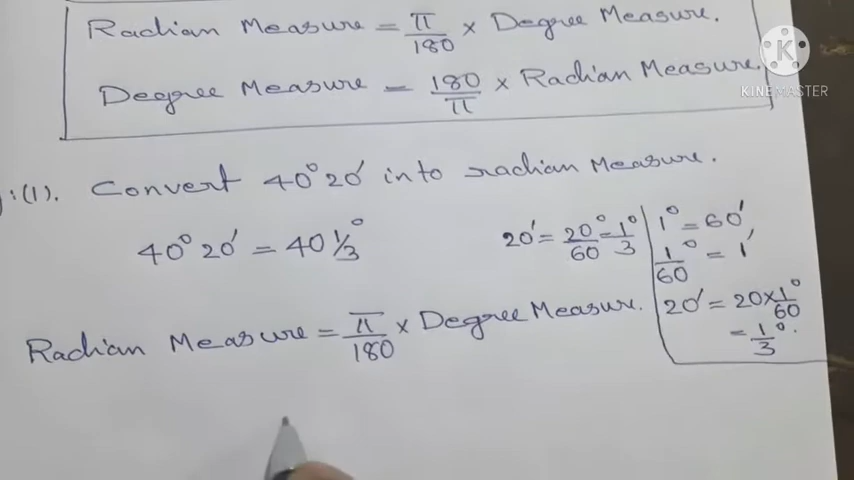 Radian Measure = π/180 × Degree Measure.
Degree Measure = 180/π × Radian Measure.
KINEMASTER
:(1). Convert 40° 20′ into radian Measure.
40° 20′ = 40 1/3°
20′ = 20°/60 = 1°/3
1° = 60′
1/60° = 1′
20′ = 20 × 1/60°
= 1/3°.
Radian Measure = π/180 × Degree Measure.